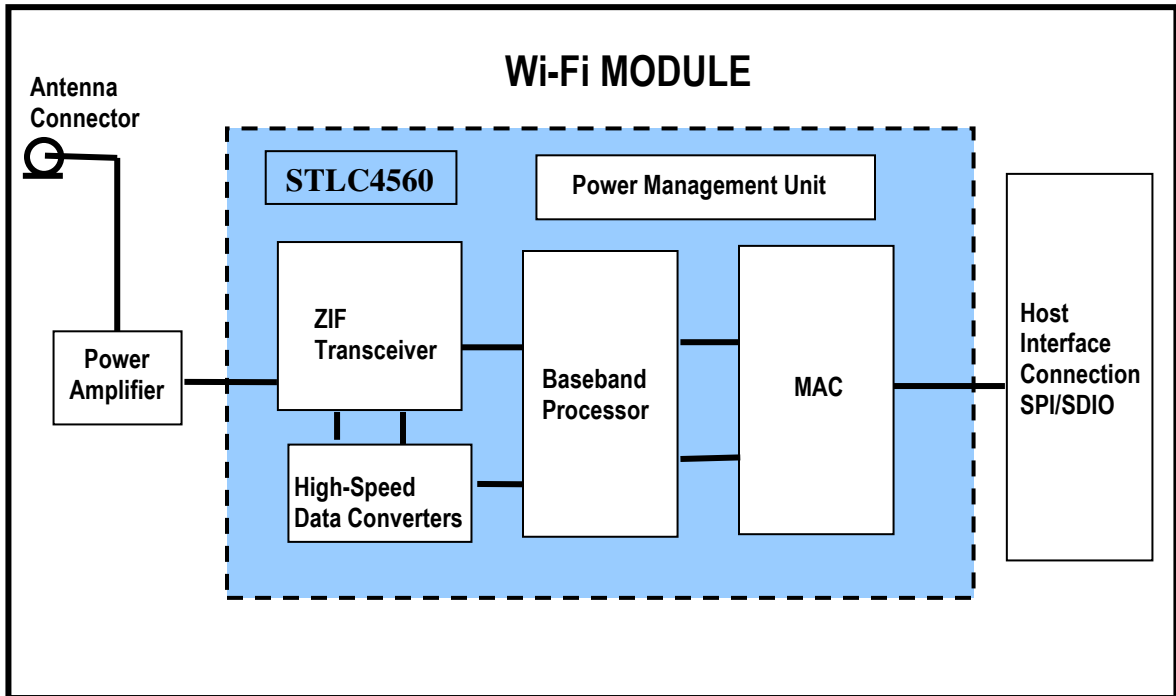 Wi-Fi MODULE
Antenna
Connector
STLC4560
Power Management Unit
ZIF
Transceiver
Power
Amplifier
Baseband
Processor
MAC
Host
Interface
Connection
SPI/SDIO
High-Speed
Data Converters